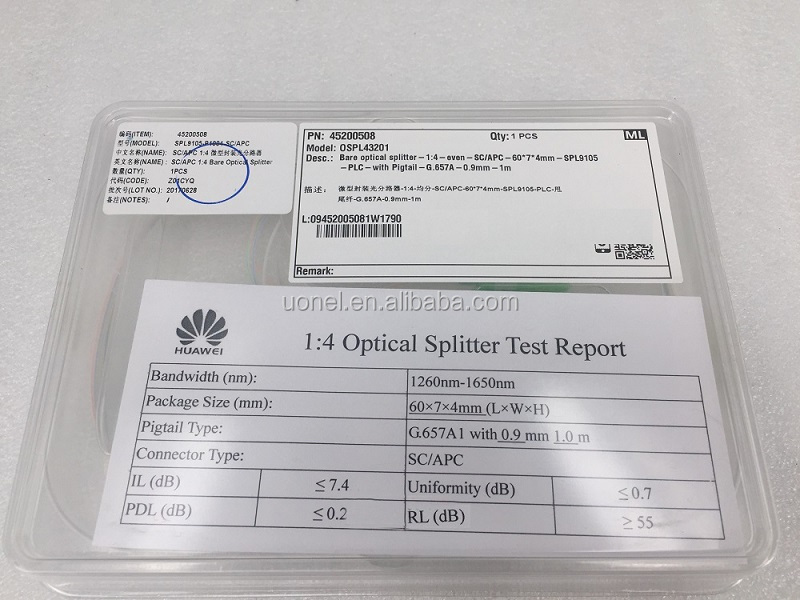 编码(ITEM): 45200508
型号(MODEL): SPL9105- SC/APC
中文名称(NAME): SC/APC 1:4 微型封装光分路器
英文名称(NAME): SC/APC 1:4 Bare Optical Splitter
数量(QTY): 1PCS
代码(CODE): Z01CYQ
批次号(LOT NO.): 20170628
备注(NOTES): /
PN: 45200508 Qty: 1 PCS ML
Model: OSPL43201
Desc.: Bare optical splitter-1:4-even-SC/APC-60*7*4mm-SPL9105
-PLC-with Pigtail-G.657A-0.9mm-1m
描述: 微型封装光分路器-1:4-均分-SC/APC-60*7*4mm-SPL9105-PLC-甩
尾纤-G.657A-0.9mm-1m
L:09452005081W1790
Remark:
uonel.en.alibaba.com
HUAWEI
1:4 Optical Splitter Test Report
Bandwidth (nm): 1260nm-1650nm
Package Size (mm): 60×7×4mm (L×W×H)
Pigtail Type: G.657A1 with 0.9 mm 1.0 m
Connector Type: SC/APC
IL (dB) ≤7.4 Uniformity (dB) ≤0.7
PDL (dB) ≤0.2 RL (dB) ≥55